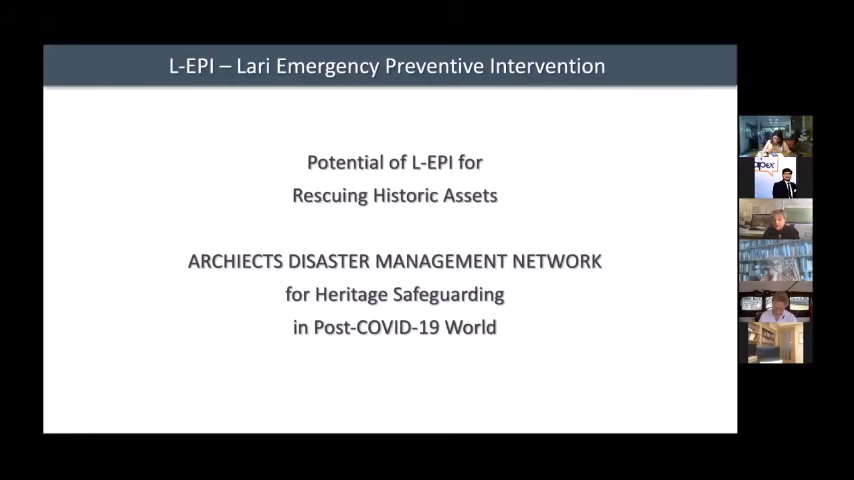 L-EPI – Lari Emergency Preventive Intervention
Potential of L-EPI for
Rescuing Historic Assets
ARCHIECTS DISASTER MANAGEMENT NETWORK
for Heritage Safeguarding
in Post-COVID-19 World